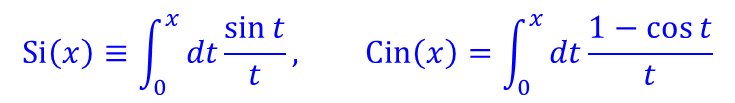 Si(x) ≡ ∫₀ˣ dt sin t / t, Cin(x) = ∫₀ˣ dt 1 − cos t / t